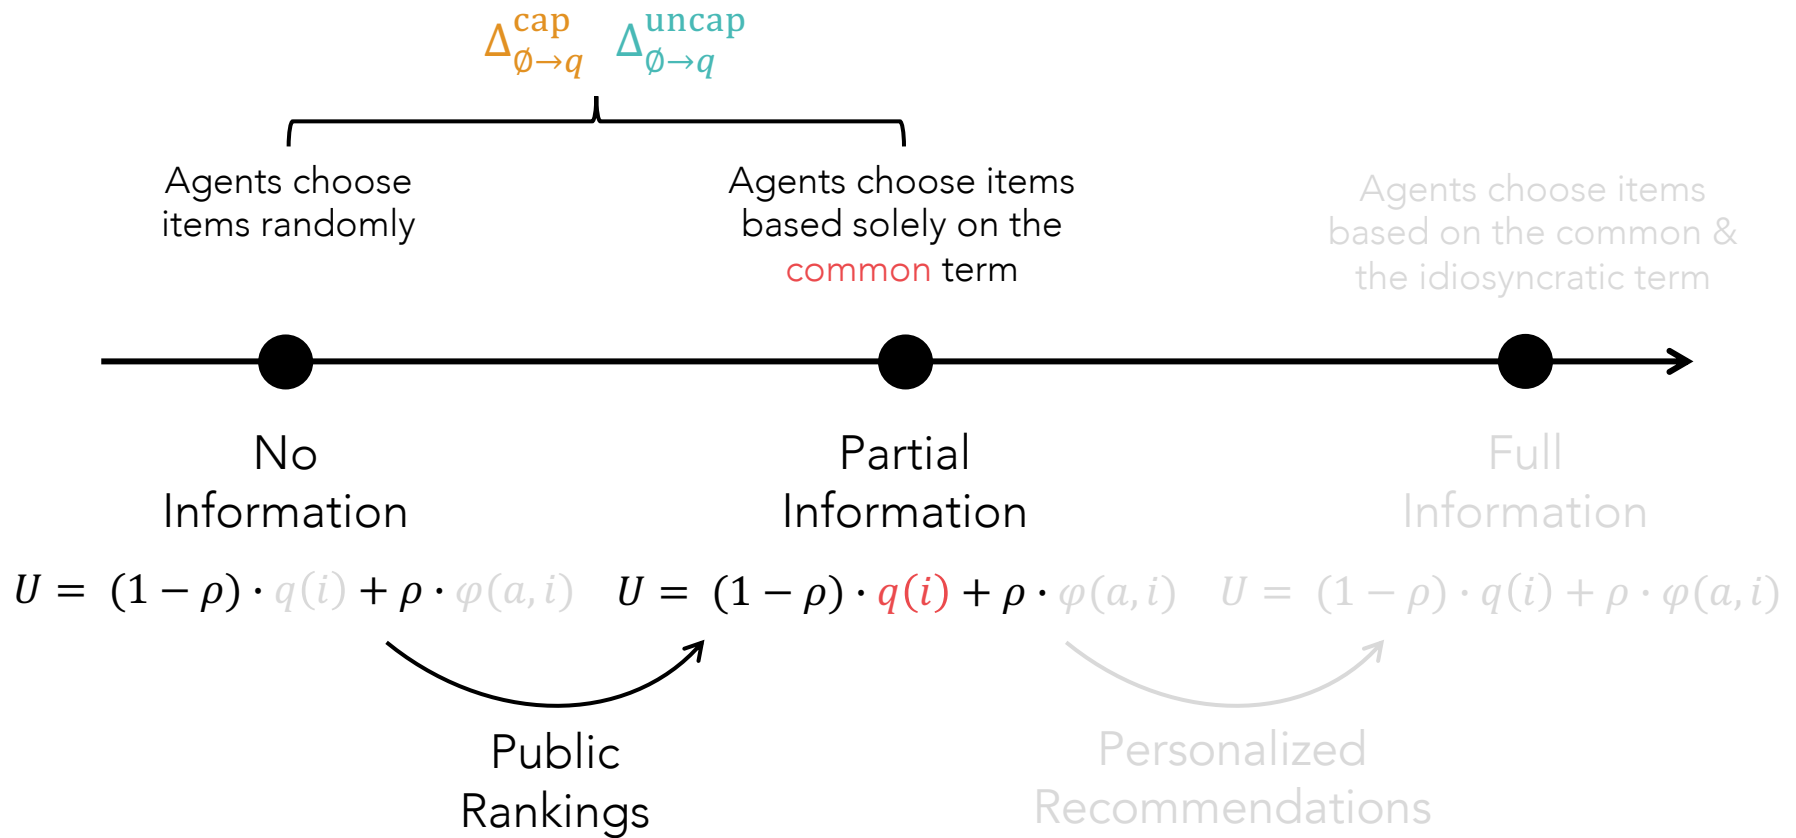 Δ^cap_∅→q Δ^uncap_∅→q
Agents choose
items randomly
Agents choose items
based solely on the
common term
Agents choose items
based on the common &
the idiosyncratic term
No
Information
Partial
Information
Full
Information
U = (1 − ρ) · q(i) + ρ · φ(a, i)
U = (1 − ρ) · q(i) + ρ · φ(a, i)
U = (1 − ρ) · q(i) + ρ · φ(a, i)
Public
Rankings
Personalized
Recommendations